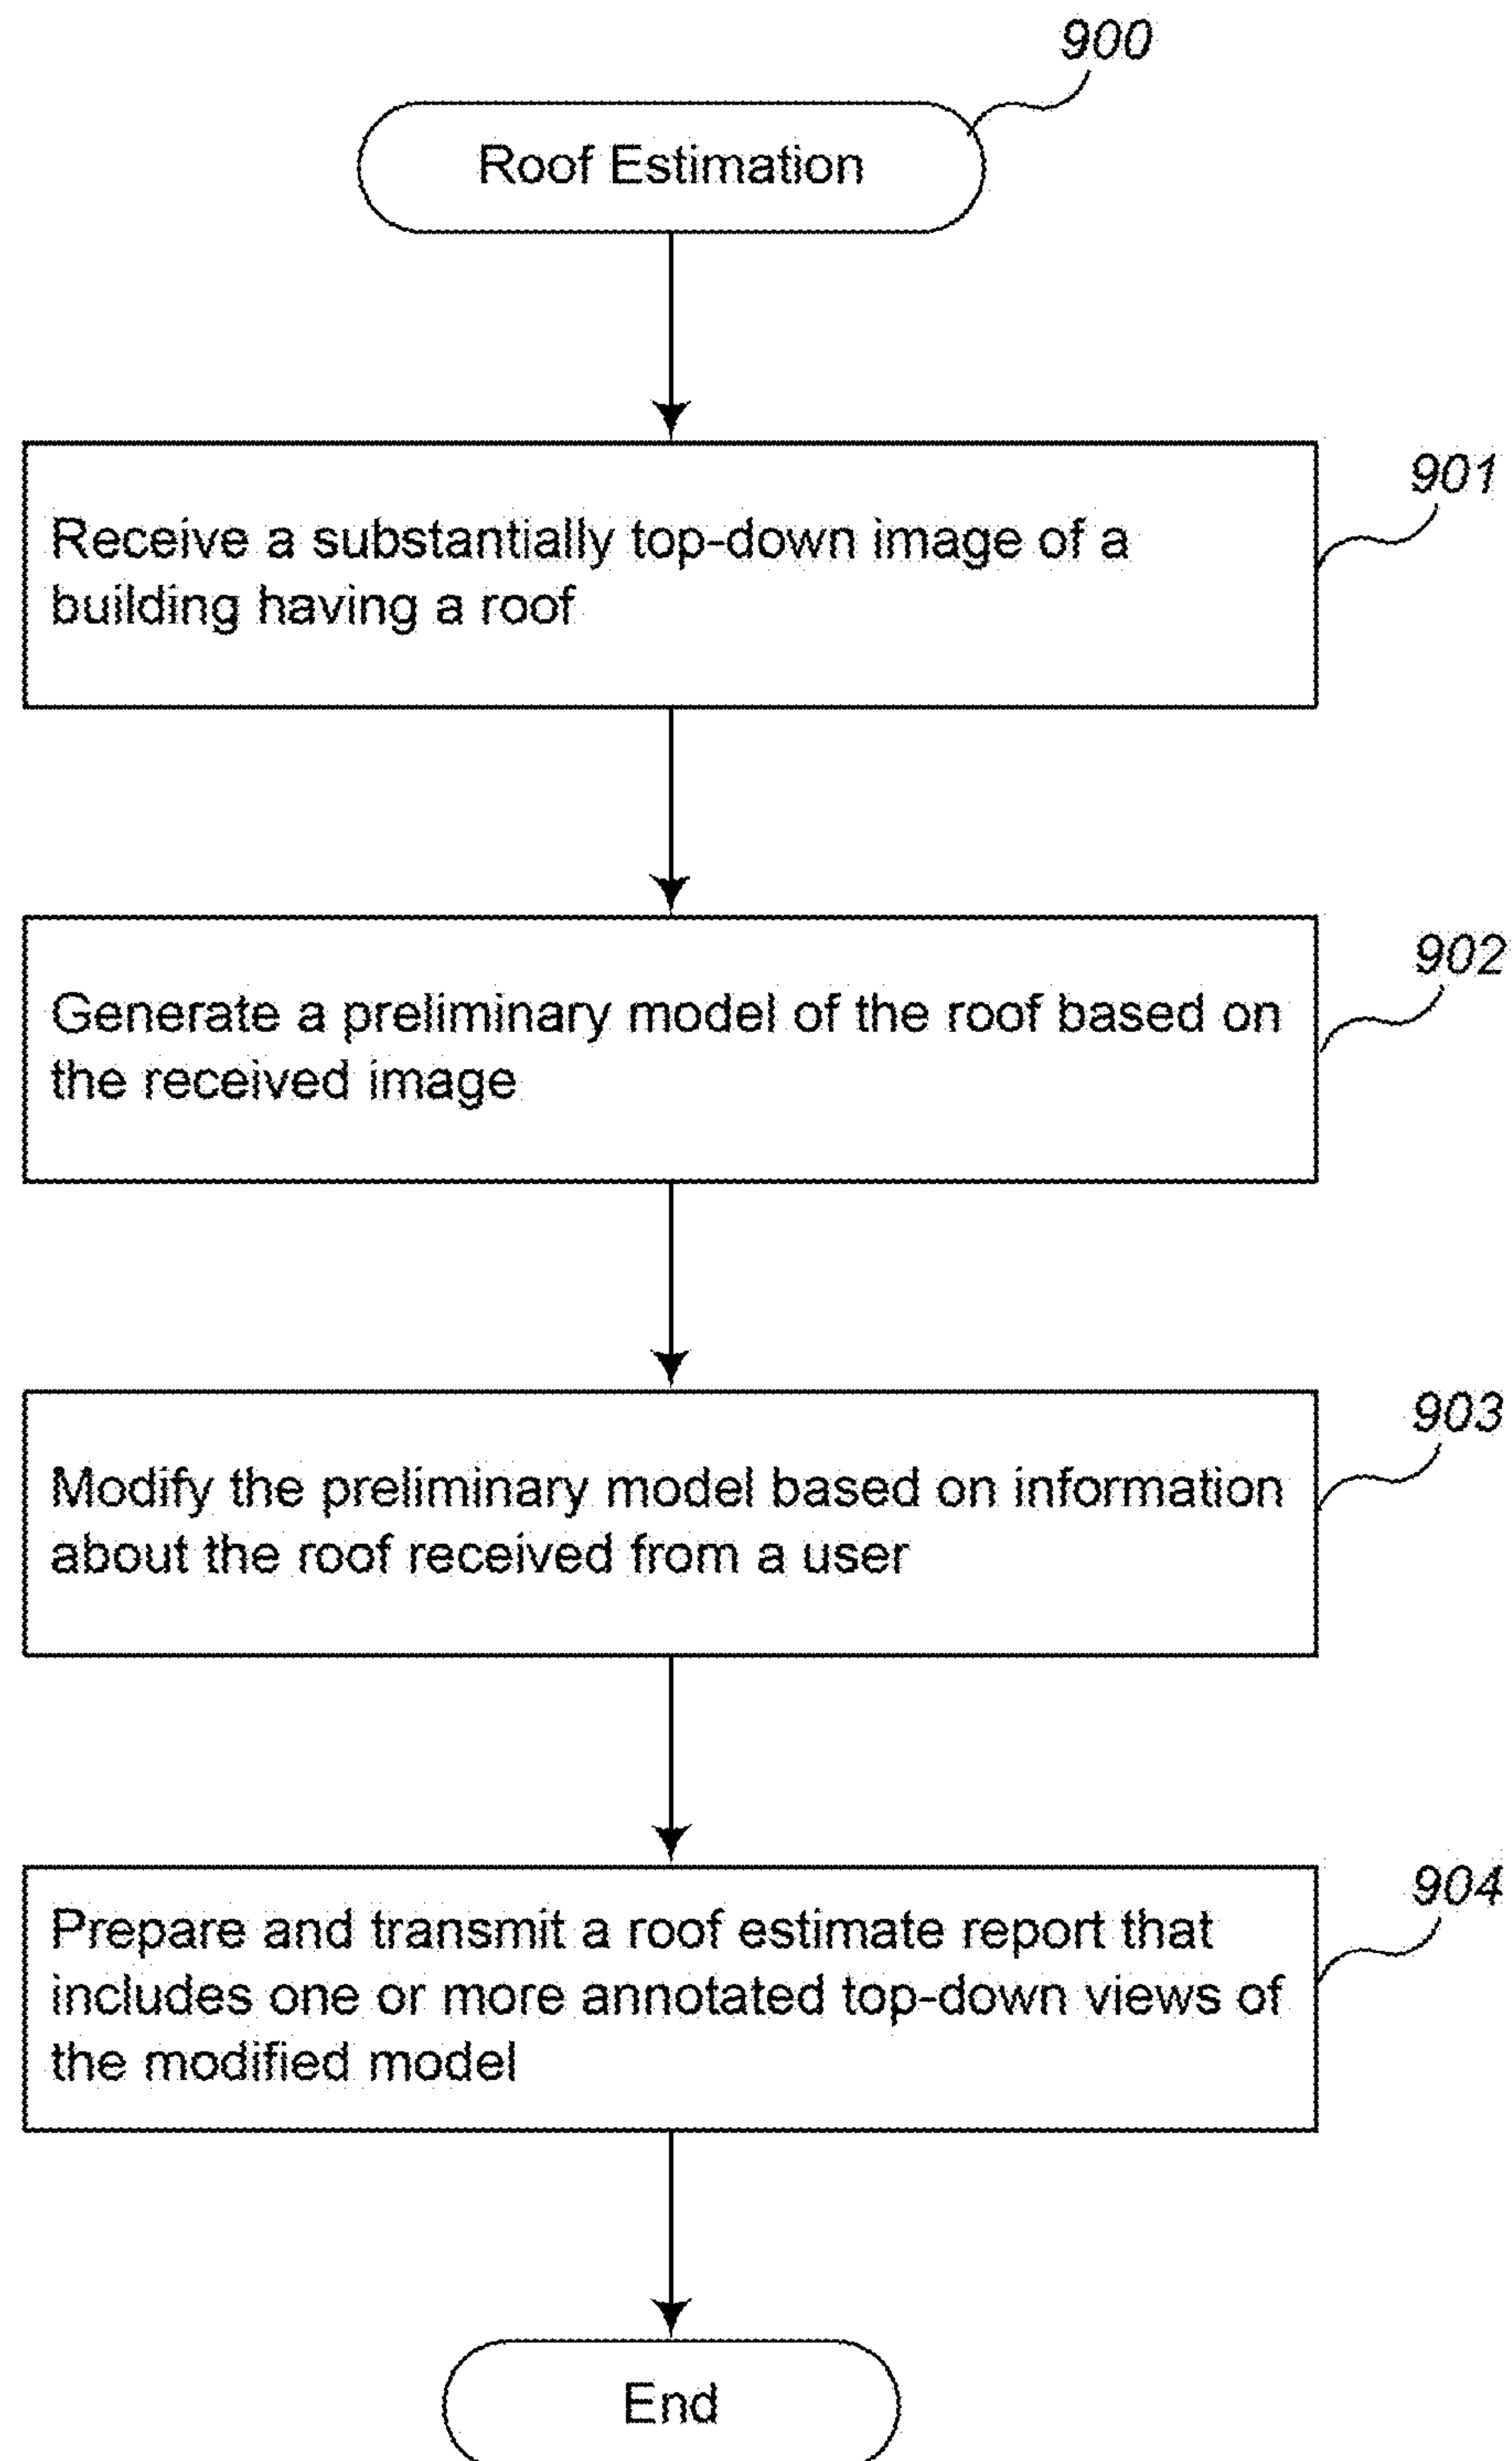 900
Roof Estimation
901
Receive a substantially top-down image of a
building having a roof
902
Generate a preliminary model of the roof based on
the received image
903
Modify the preliminary model based on information
about the roof received from a user
904
Prepare and transmit a roof estimate report that
includes one or more annotated top-down views of
the modified model
End